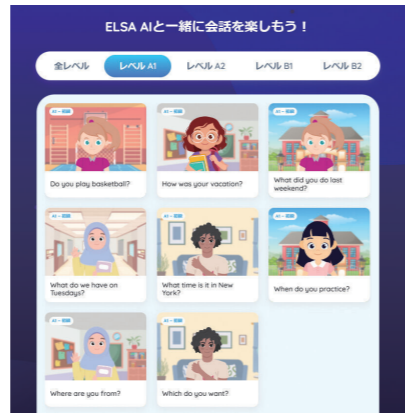 ELSA AIと一緒に会話を楽しもう！
全レベル
レベル A1
レベル A2
レベル B1
レベル B2
Do you play basketball?
How was your vacation?
What did you do last
weekend?
What do we have on
Tuesdays?
What time is it in New
York?
When do you practice?
Where are you from?
Which do you want?